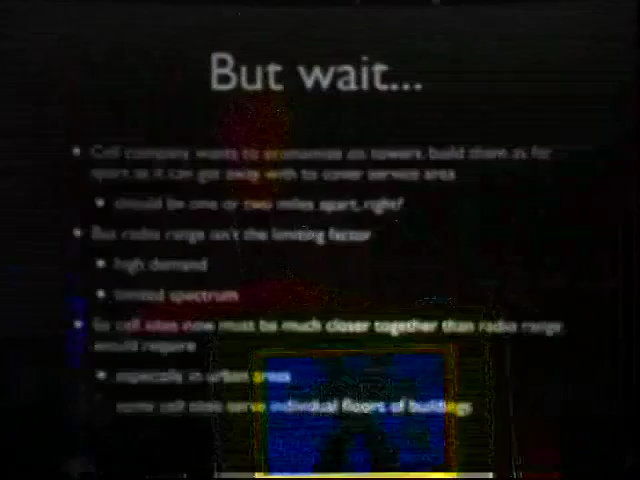 But wait...
• Cell company wants to economize on towers, build them as far
apart as it can get away with to cover service area
• should be one or two miles apart, right?
• But radio range isn't the limiting factor
• high demand
• limited spectrum
• So cell sites now must be much closer together than radio range
would require
• especially in urban areas
some cell sites serve individual floors of buildings